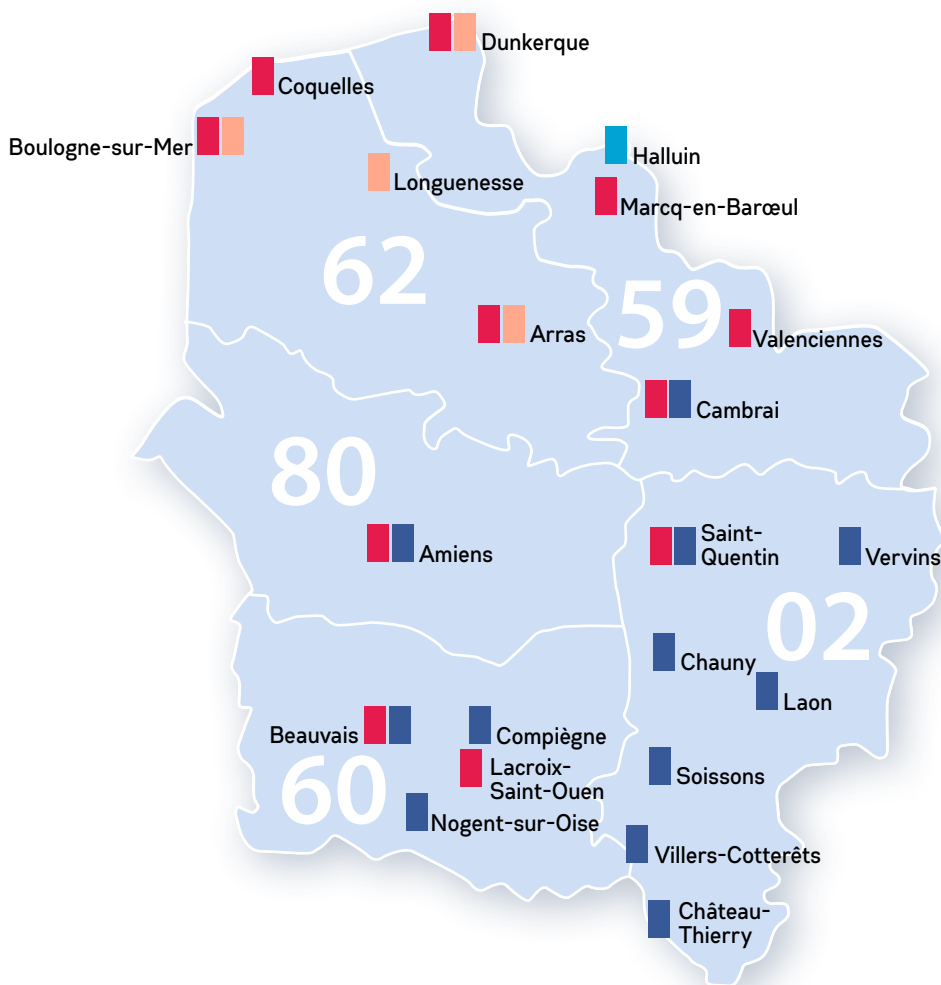 Dunkerque
Coquelles
Boulogne-sur-Mer
Halluin
Longuenesse
Marcq-en-Barœul
62
59
Arras
Valenciennes
Cambrai
80
Amiens
Saint-
Quentin
Vervins
02
Chauny
Laon
Beauvais
Compiègne
Lacroix-
Saint-Ouen
60
Soissons
Nogent-sur-Oise
Villers-Cotterêts
Château-
Thierry